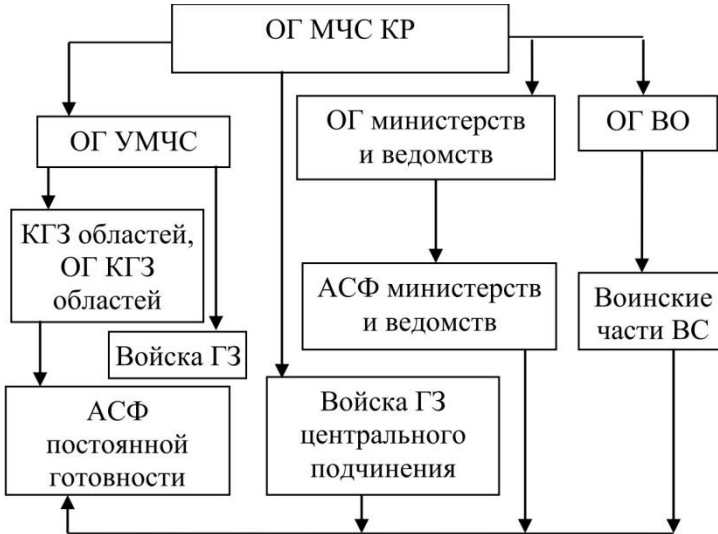 ОГ МЧС КР
ОГ УМЧС
ОГ министерств
и ведомств
ОГ ВО
КГЗ областей,
ОГ КГЗ
областей
Войска ГЗ
АСФ министерств
и ведомств
Воинские
части ВС
АСФ
постоянной
готовности
Войска ГЗ
центрального
подчинения